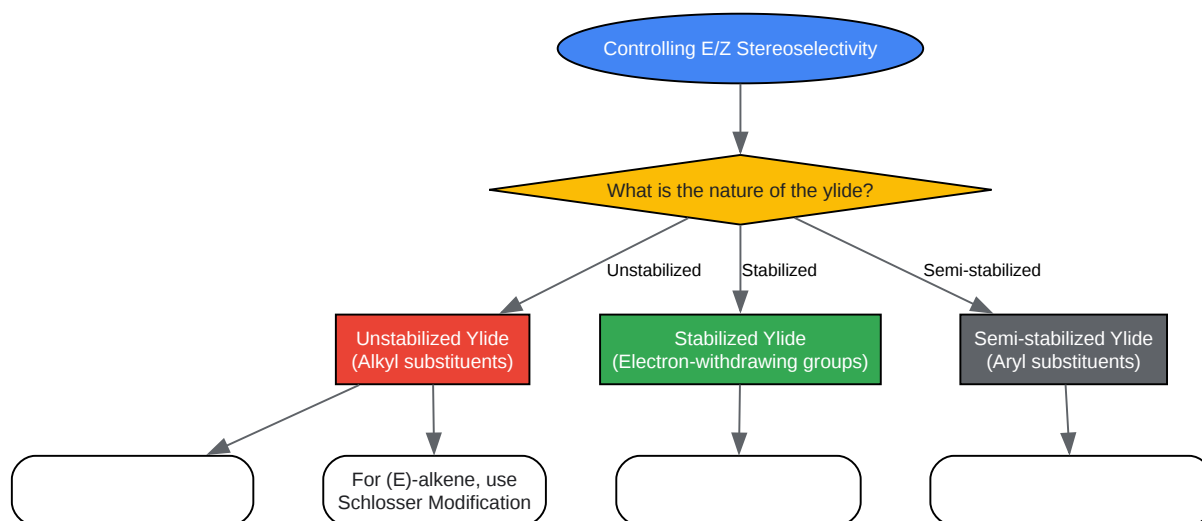 Controlling E/Z Stereoselectivity
What is the nature of the ylide?
Unstabilized
Stabilized
Semi-stabilized
Unstabilized Ylide
(Alkyl substituents)
Stabilized Ylide
(Electron-withdrawing groups)
Semi-stabilized Ylide
(Aryl substituents)
For (E)-alkene, use
Schlosser Modification